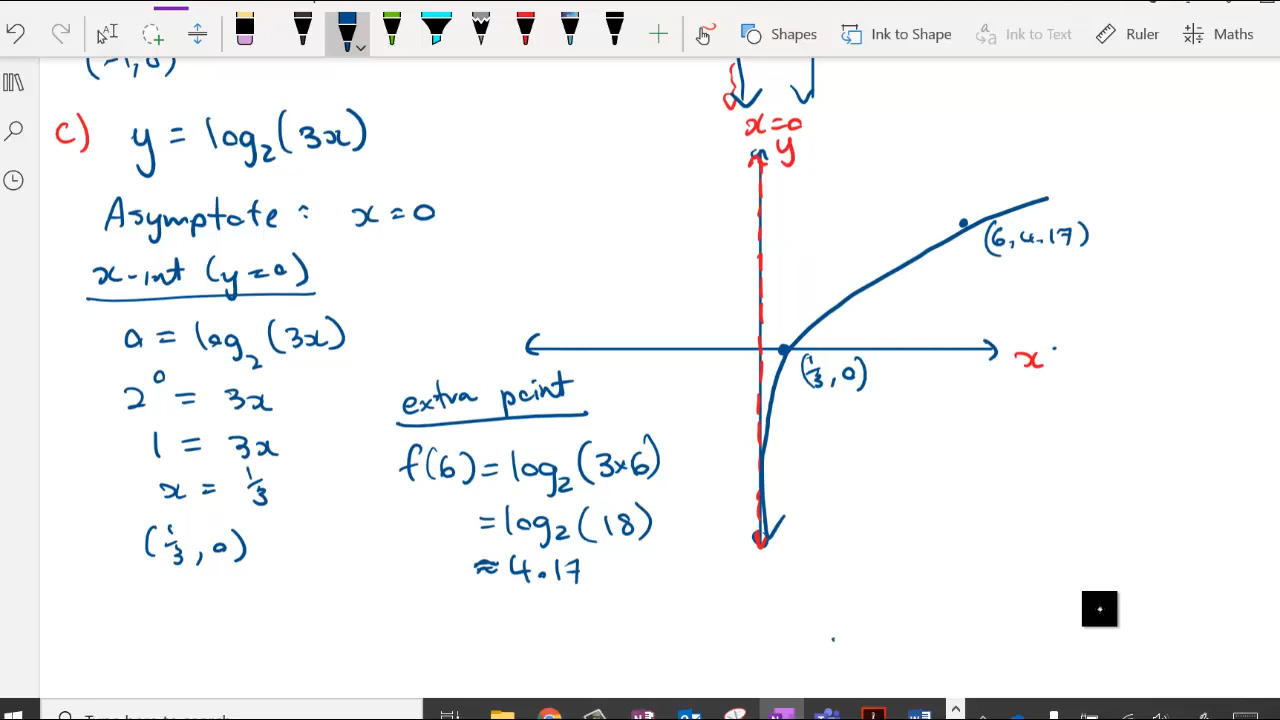 Shapes
Ink to Shape
Ink to Text
Ruler
Maths
(-1, 0)
c) y = log₂(3x)
Asymptote : x = 0
x-int (y=0)
0 = log₂(3x)
2⁰ = 3x
1 = 3x
x = 1/3
(1/3, 0)
extra point
f(6) = log₂(3×6)
= log₂(18)
≈ 4.17
x=0
y
(6, 4.17)
(1/3, 0)
x